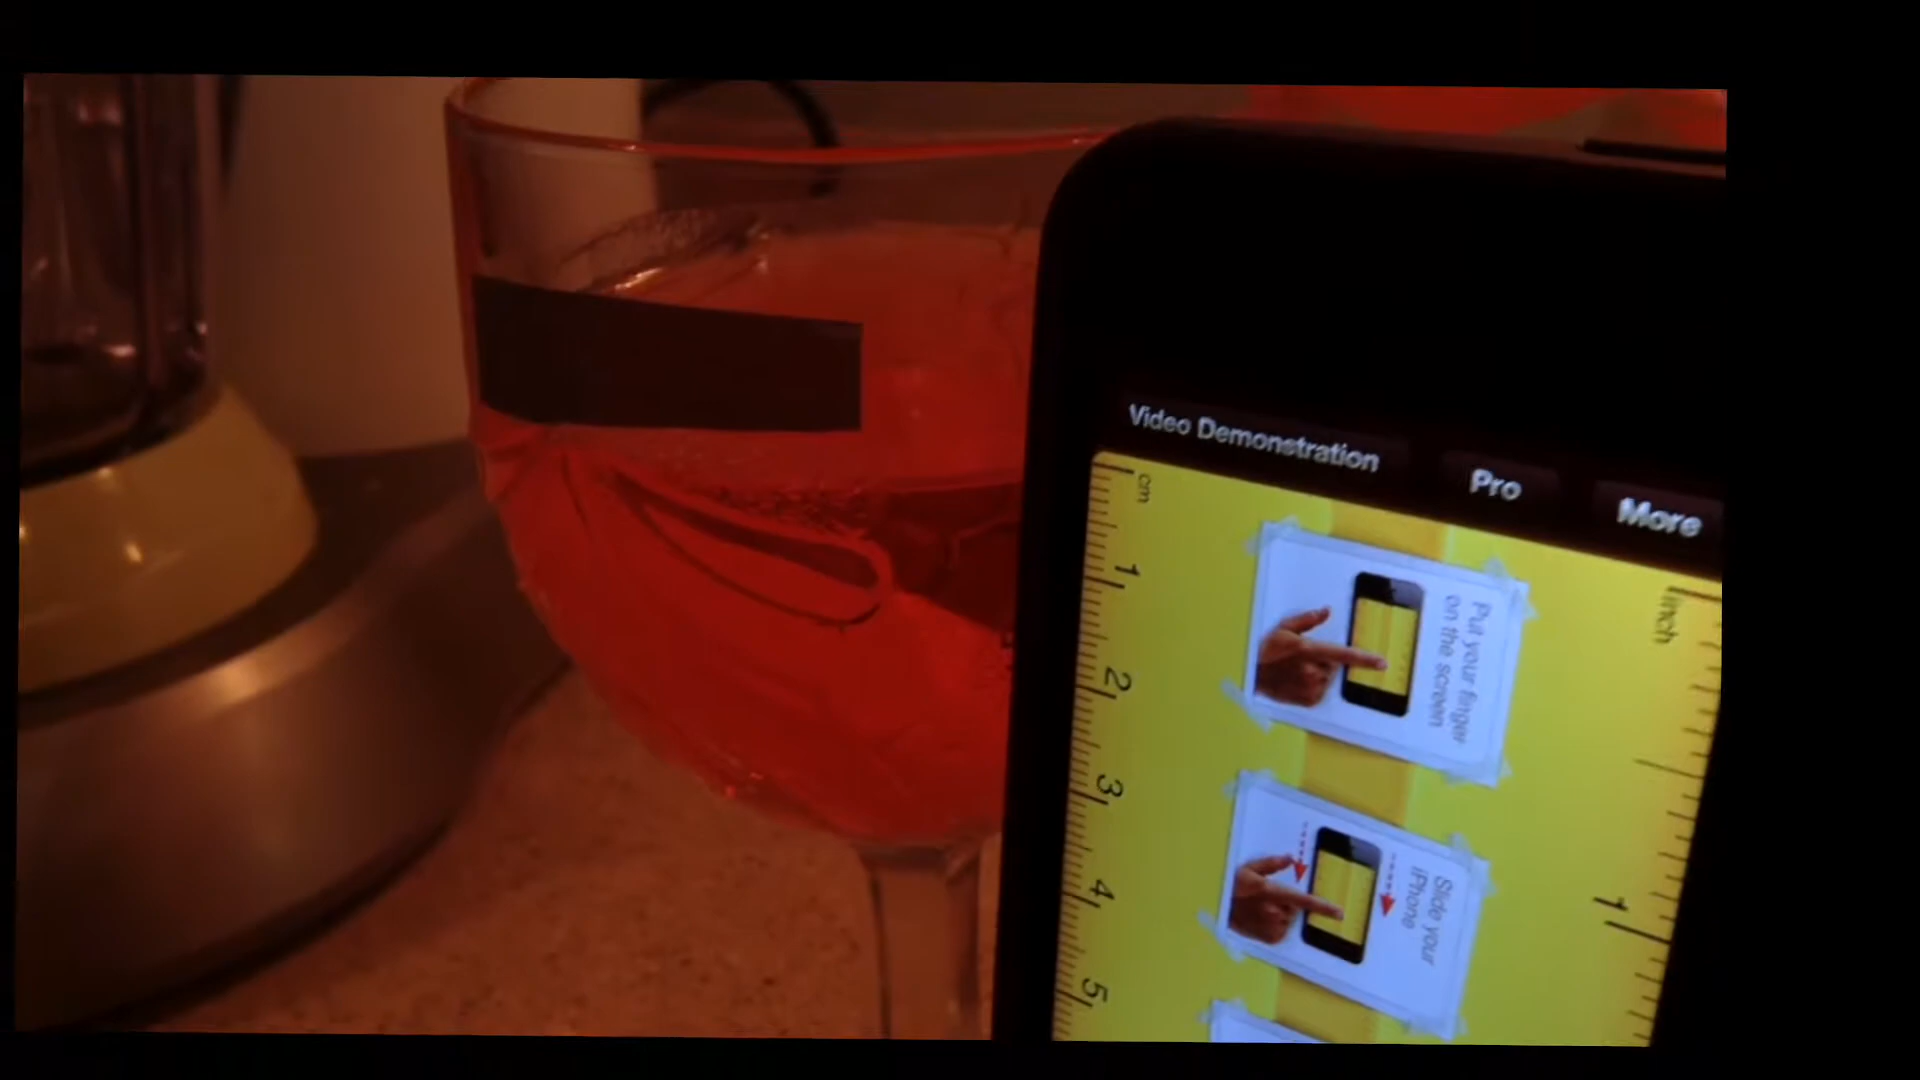 Video Demonstration
Pro
More
cm
1
2
3
4
5
Put your finger
on the screen
Slide your
iPhone
inch
1